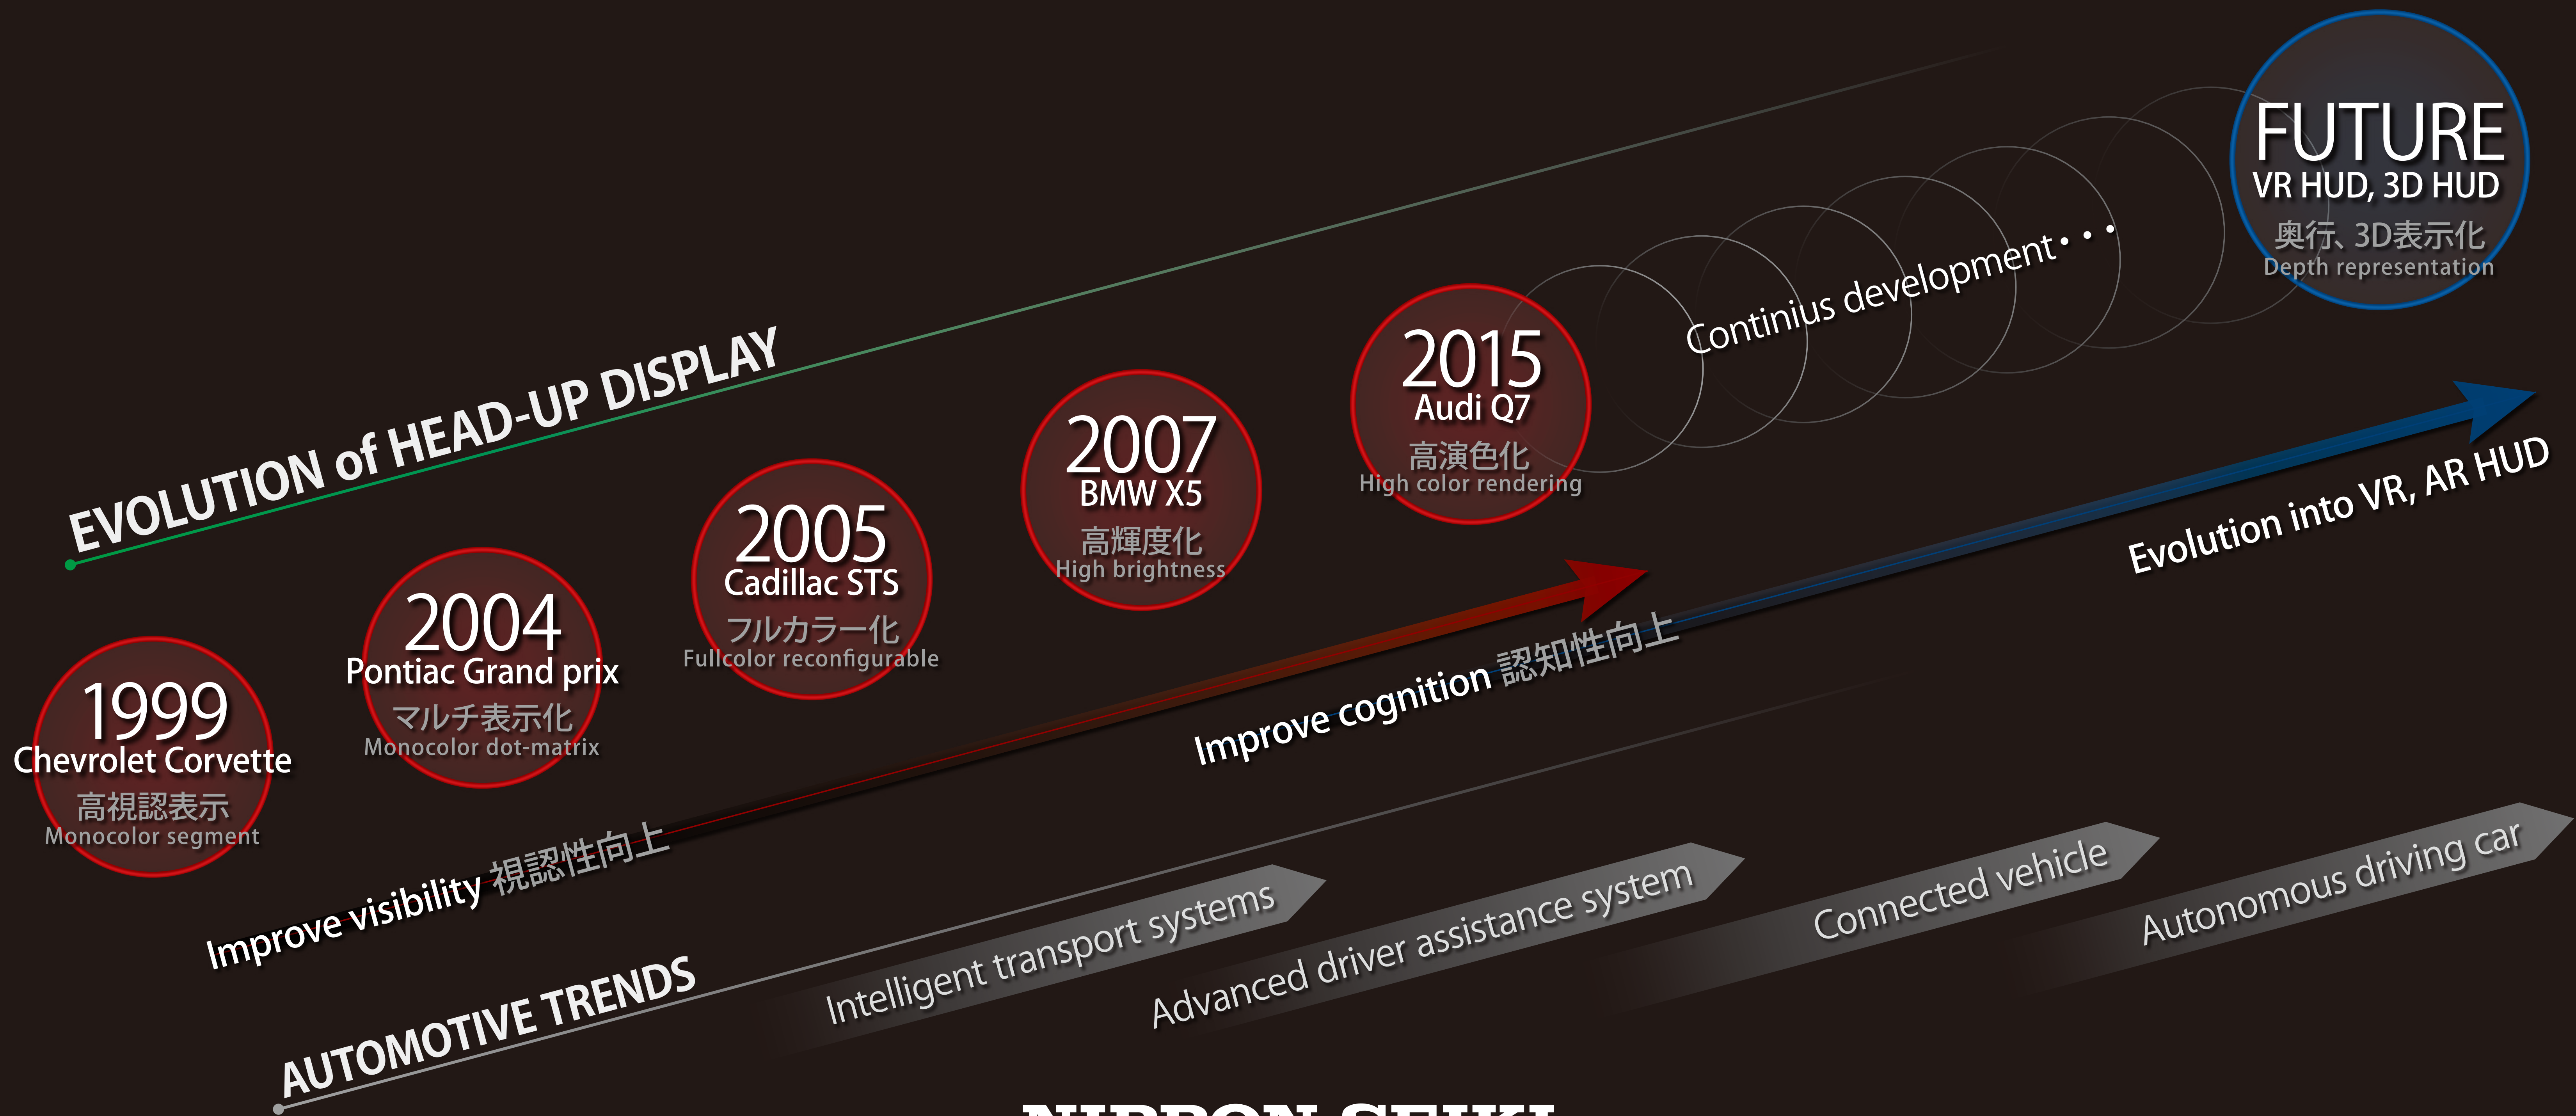 EVOLUTION of HEAD-UP DISPLAY
1999
Chevrolet Corvette
高視認表示
Monocolor segment
2004
Pontiac Grand prix
マルチ表示化
Monocolor dot-matrix
2005
Cadillac STS
フルカラー化
Fullcolor reconfigurable
2007
BMW X5
高輝度化
High brightness
2015
Audi Q7
高演色化
High color rendering
Continius development・・・
FUTURE
VR HUD, 3D HUD
奥行、3D表示化
Depth representation
Improve visibility 視認性向上
Improve cognition 認知性向上
Evolution into VR, AR HUD
AUTOMOTIVE TRENDS
Intelligent transport systems
Advanced driver assistance system
Connected vehicle
Autonomous driving car
NIPPON SEIKI